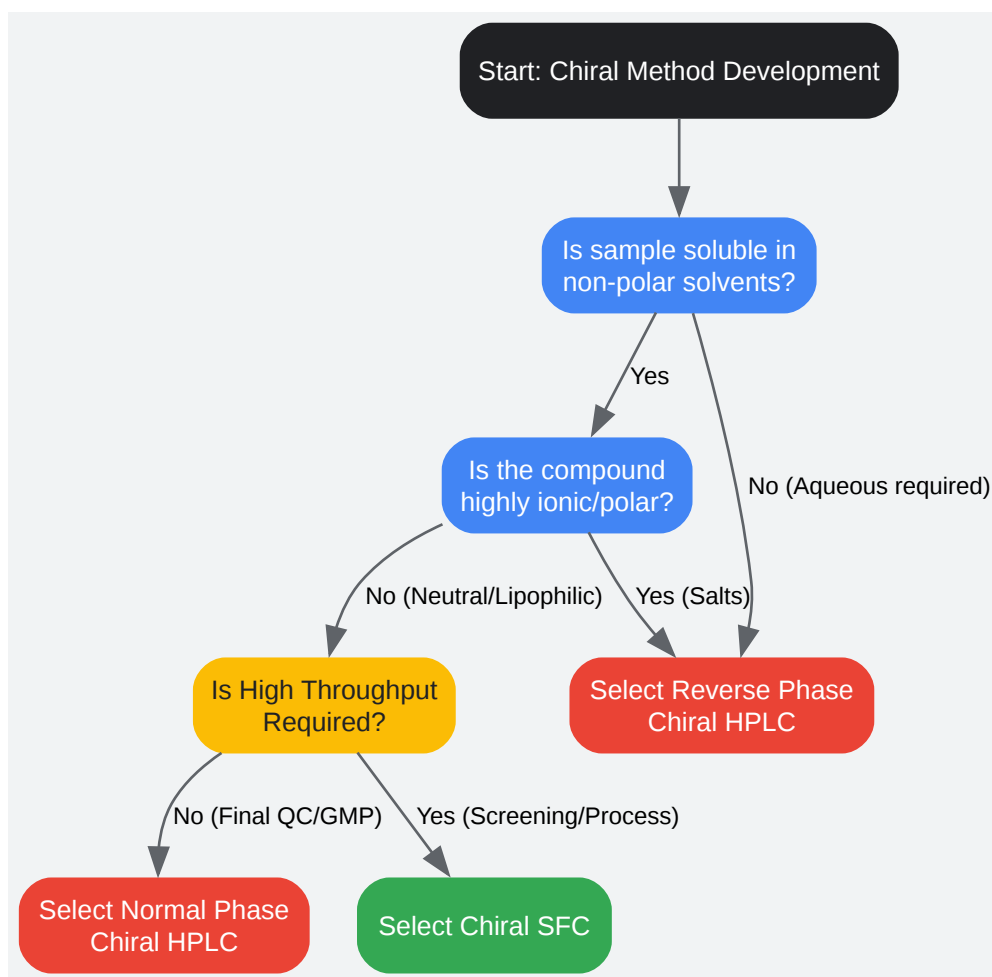 Start: Chiral Method Development
Is sample soluble in
non-polar solvents?
Yes
No (Aqueous required)
Is the compound
highly ionic/polar?
No (Neutral/Lipophilic)
Yes (Salts)
Is High Throughput
Required?
Select Reverse Phase
Chiral HPLC
No (Final QC/GMP)
Yes (Screening/Process)
Select Normal Phase
Chiral HPLC
Select Chiral SFC